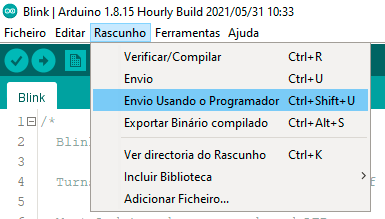 Blink | Arduino 1.8.15 Hourly Build 2021/05/31 10:33
Ficheiro Editar Rascunho Ferramentas Ajuda
Verificar/Compilar Ctrl+R
Envio Ctrl+U
Blink
Envio Usando o Programador Ctrl+Shift+U
1 /*
Exportar Binário compilado Ctrl+Alt+S
2 Blin
3
Ver directoria do Rascunho Ctrl+K
4 Turn
Incluir Biblioteca
5
Adicionar Ficheiro...